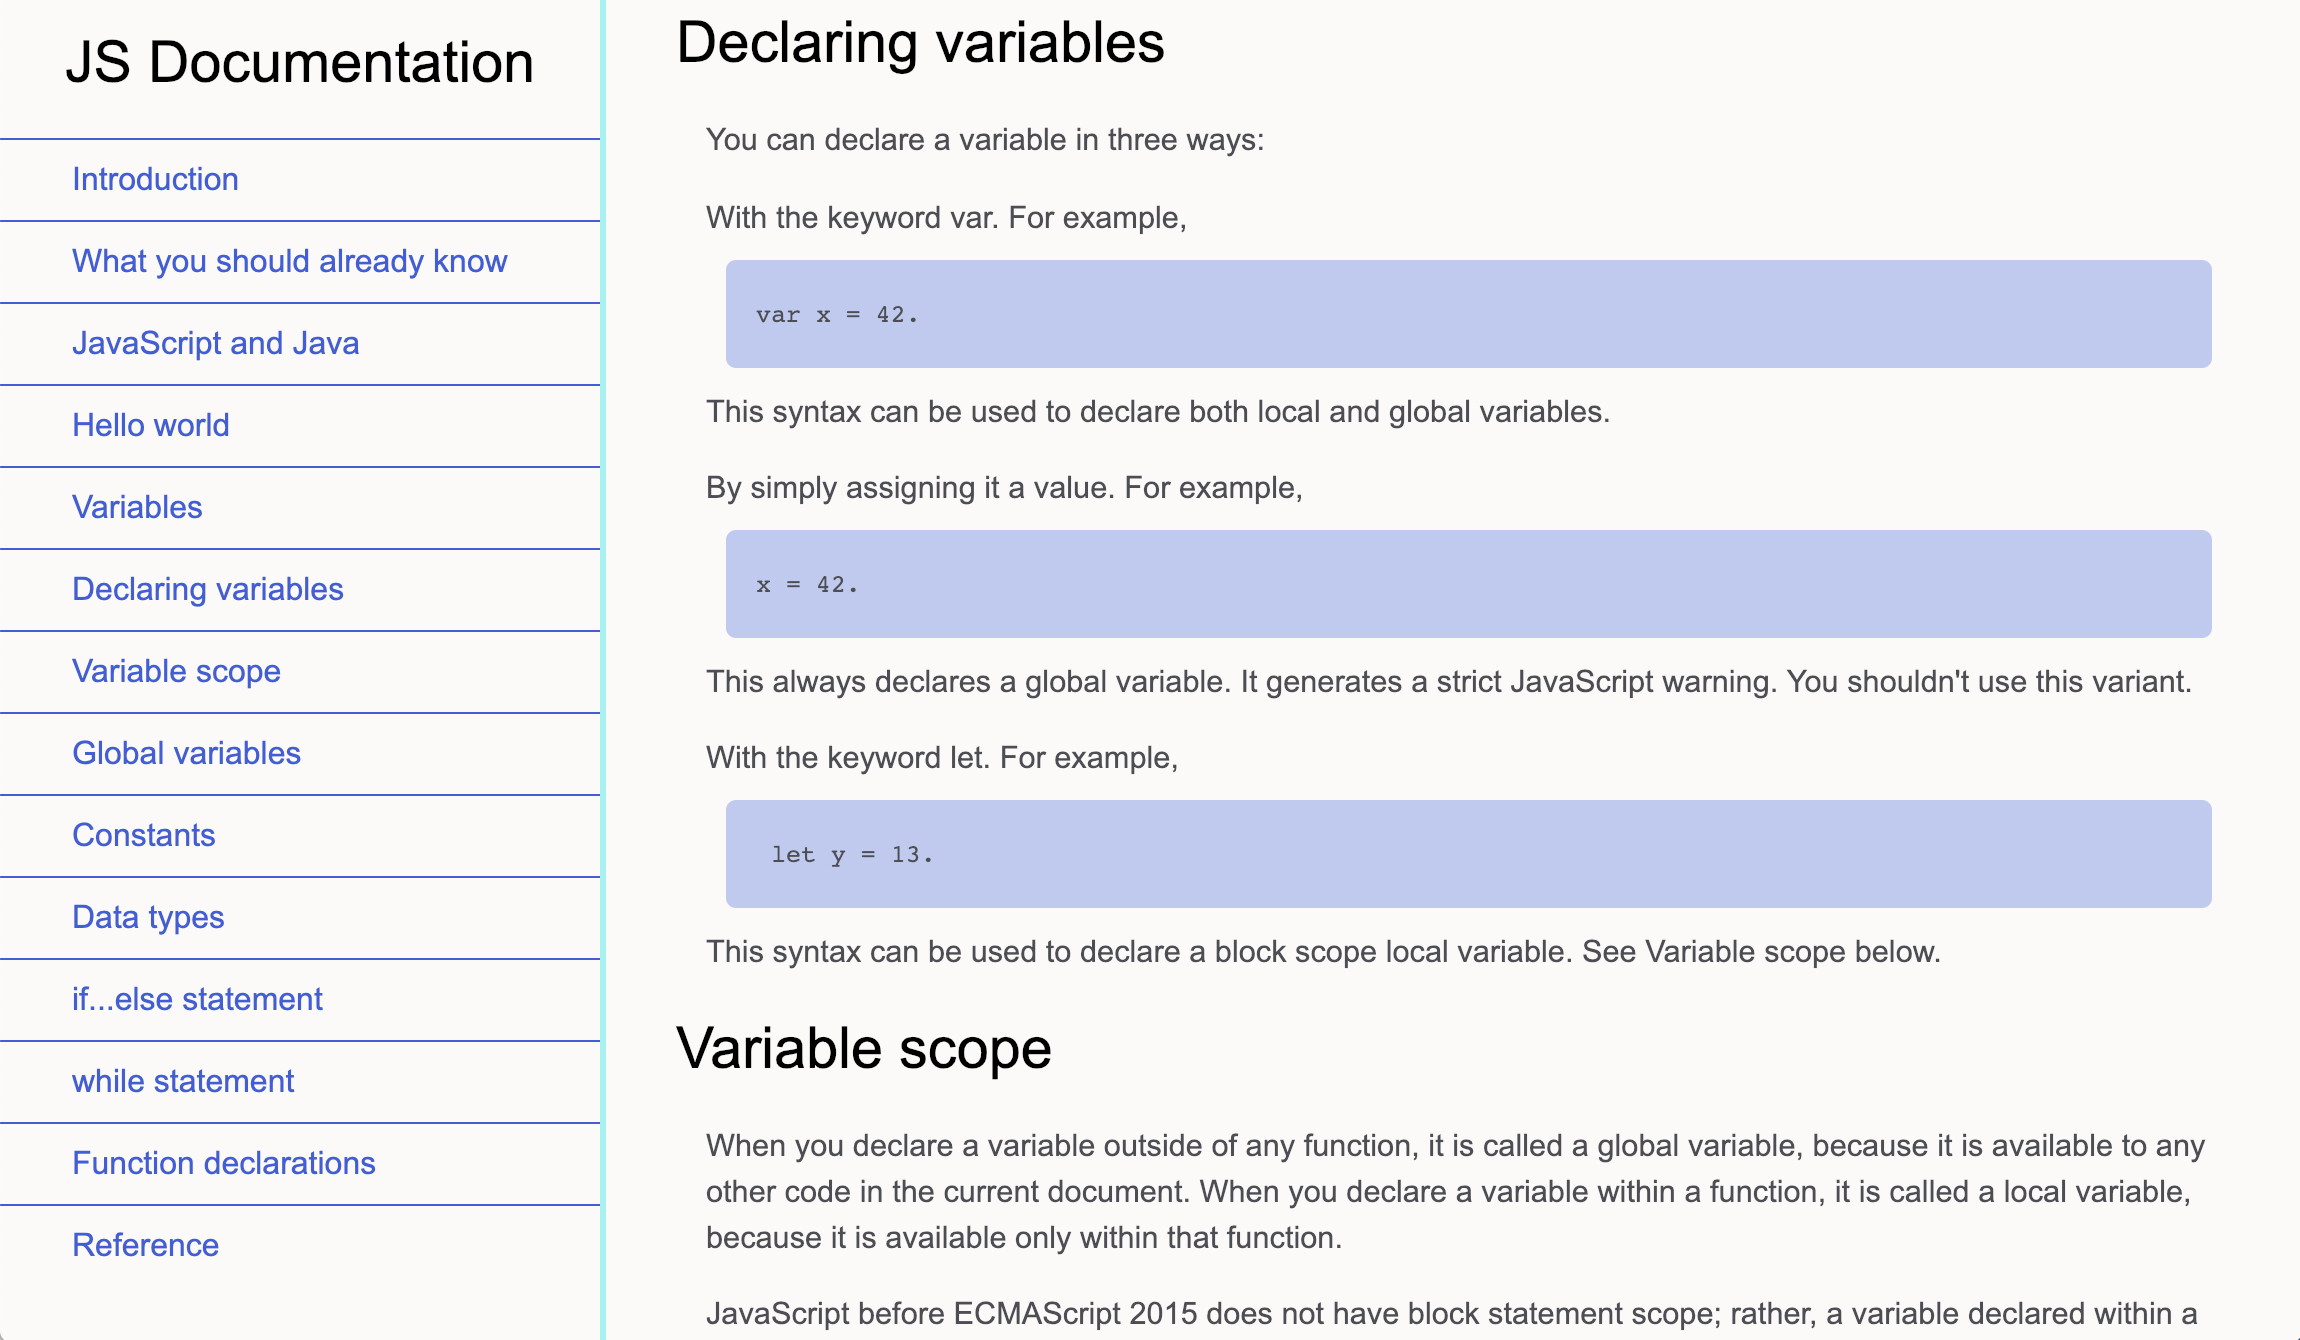 JS Documentation
Introduction
What you should already know
JavaScript and Java
Hello world
Variables
Declaring variables
Variable scope
Global variables
Constants
Data types
if...else statement
while statement
Function declarations
Reference
Declaring variables
You can declare a variable in three ways:
With the keyword var. For example,
var x = 42.
This syntax can be used to declare both local and global variables.
By simply assigning it a value. For example,
x = 42.
This always declares a global variable. It generates a strict JavaScript warning. You shouldn't use this variant.
With the keyword let. For example,
let y = 13.
This syntax can be used to declare a block scope local variable. See Variable scope below.
Variable scope
When you declare a variable outside of any function, it is called a global variable, because it is available to any
other code in the current document. When you declare a variable within a function, it is called a local variable,
because it is available only within that function.
JavaScript before ECMAScript 2015 does not have block statement scope; rather, a variable declared within a